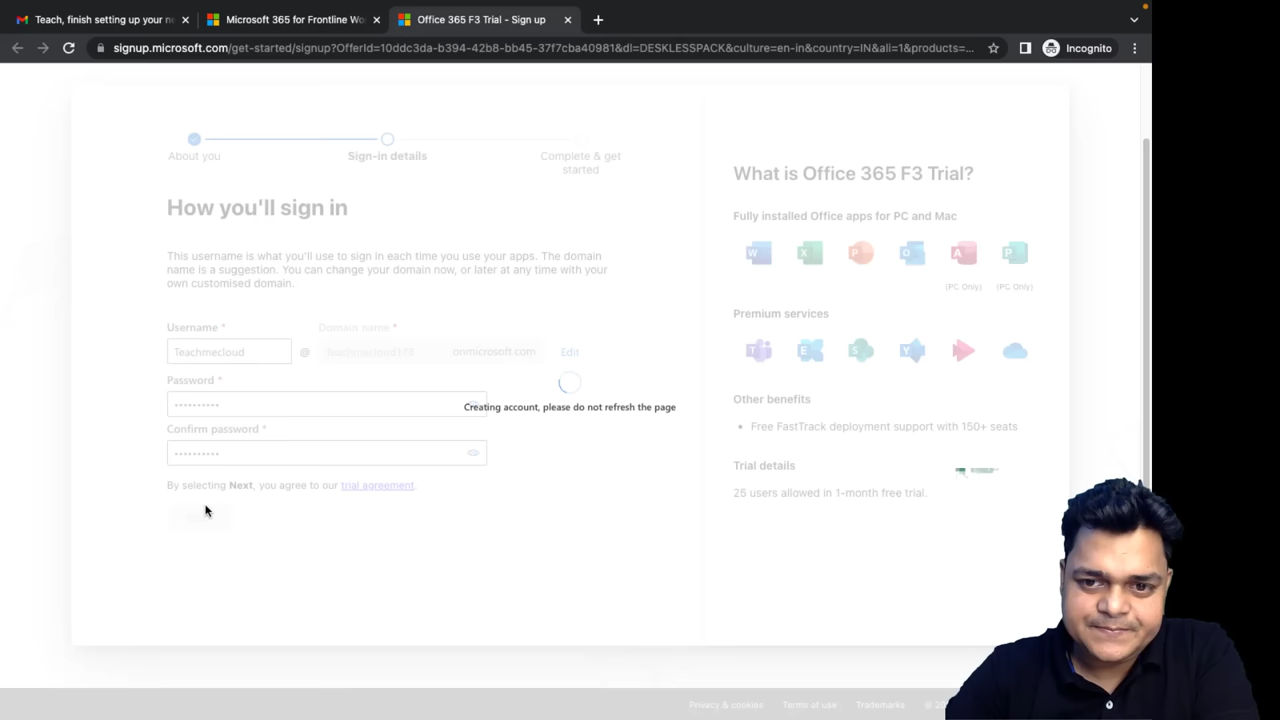 Teach, finish setting up your ne
Microsoft 365 for Frontline Wo
Office 365 F3 Trial - Sign up
signup.microsoft.com/get-started/signup?OfferId=10ddc3da-b394-42b8-bb45-37f7cba40981&dl=DESKLESSPACK&culture=en-in&country=IN&ali=1&products=...
Incognito
About you
Sign-in details
Complete & get
started
How you'll sign in
This username is what you'll use to sign in each time you use your apps. The domain
name is a suggestion. You can change your domain now, or later at any time with your
own customised domain.
Username *
Domain name *
Teachmecloud
@
.onmicrosoft.com
Edit
Password *
Creating account, please do not refresh the page
Confirm password *
By selecting Next, you agree to our trial agreement.
What is Office 365 F3 Trial?
Fully installed Office apps for PC and Mac
(PC Only)
(PC Only)
Premium services
Other benefits
• Free FastTrack deployment support with 150+ seats
Trial details
25 users allowed in 1-month free trial.
Privacy & cookies
Terms of use
Trademarks